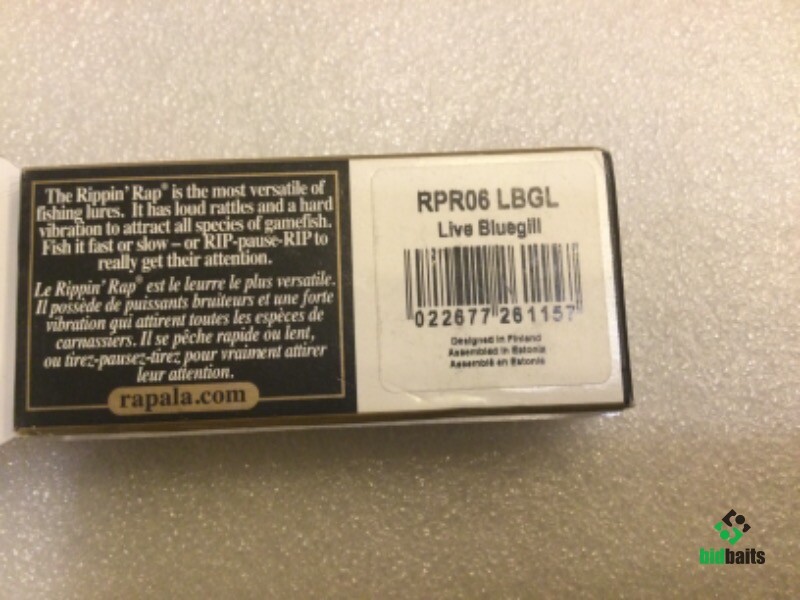 The Rippin' Rap® is the most versatile of
fishing lures. It has loud rattles and a hard
vibration to attract all species of gamefish.
Fish it fast or slow – or RIP-pause-RIP to
really get their attention.
Le Rippin' Rap® est le leurre le plus versatile.
Il possède de puissants bruiteurs et une forte
vibration qui attirent toutes les espèces de
carnassiers. Il se pêche rapide ou lent,
ou tirez-pausez-tirez pour vraiment attirer
leur attention.
rapala.com
RPR06 LBGL
Live Bluegill
022677 261157
Designed in Finland
Assembled in Estonia
Assemblé en Estonie
bidbaits